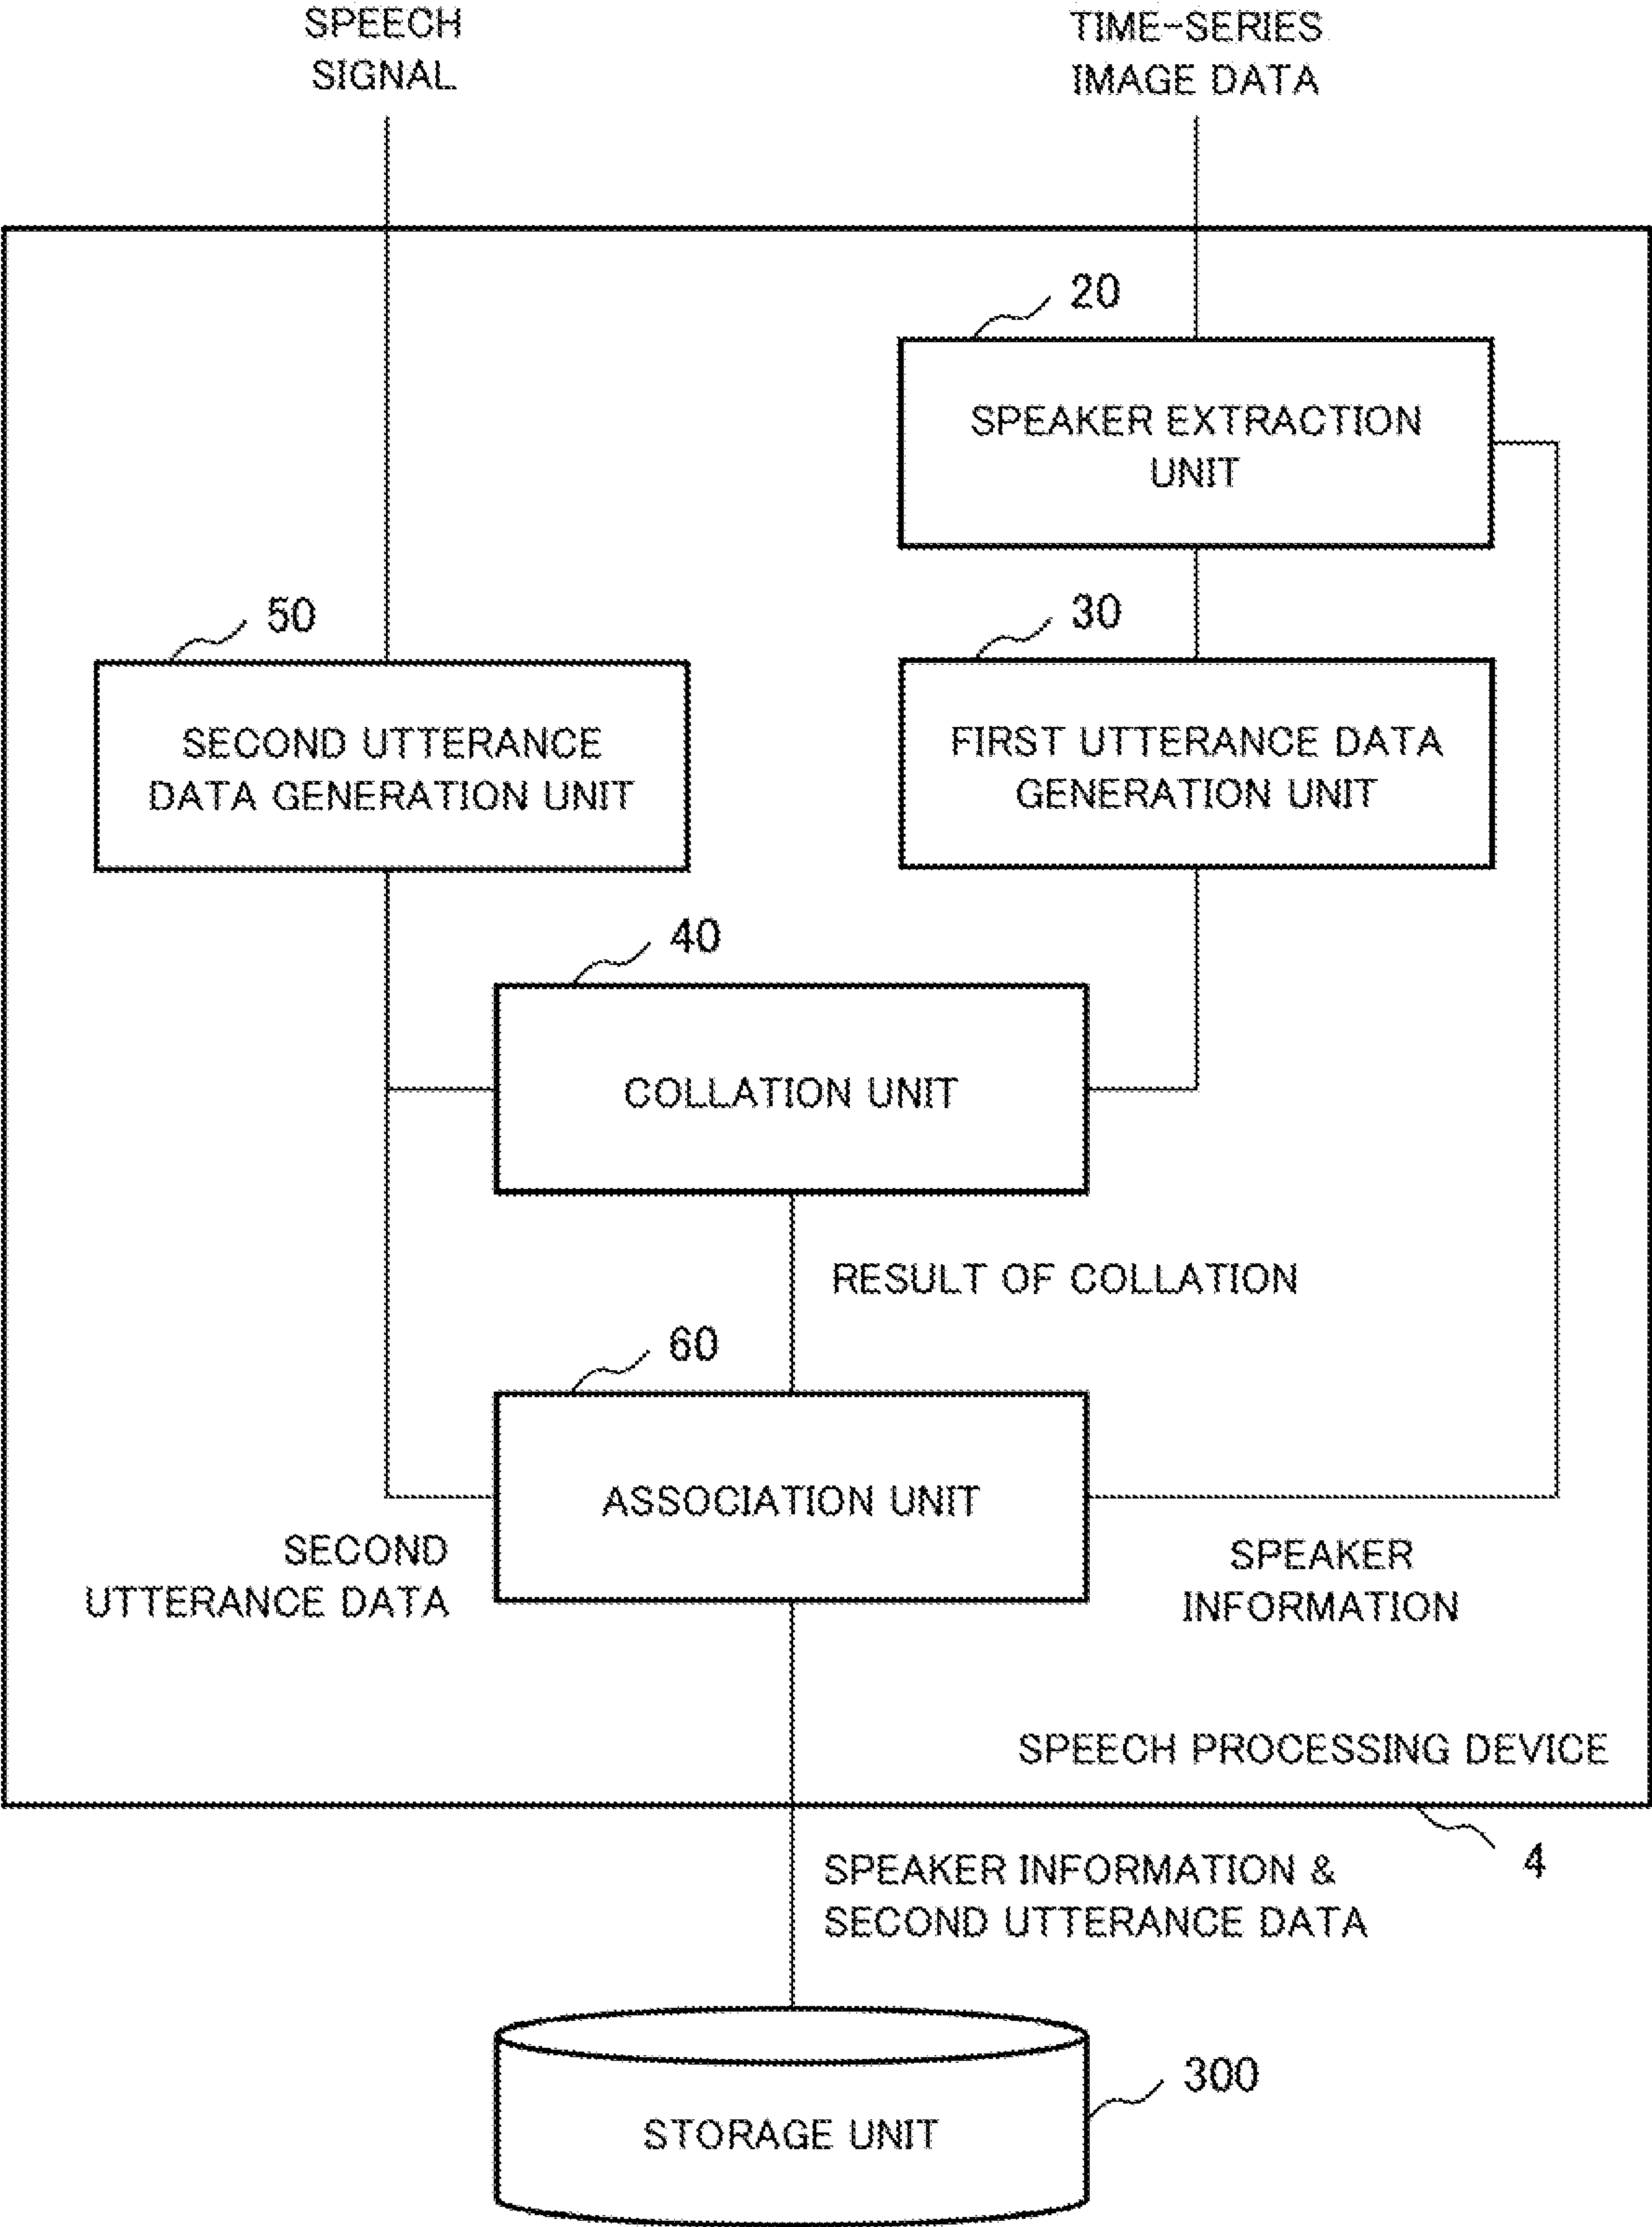 SPEECH
SIGNAL
TIME-SERIES
IMAGE DATA
20
SPEAKER EXTRACTION
UNIT
50
30
SECOND UTTERANCE
DATA GENERATION UNIT
FIRST UTTERANCE DATA
GENERATION UNIT
40
COLLATION UNIT
RESULT OF COLLATION
60
ASSOCIATION UNIT
SECOND
UTTERANCE DATA
SPEAKER
INFORMATION
SPEECH PROCESSING DEVICE
4
SPEAKER INFORMATION &
SECOND UTTERANCE DATA
300
STORAGE UNIT